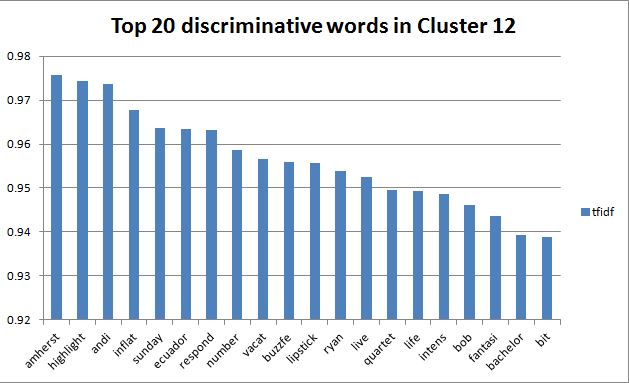 Top 20 discriminative words in Cluster 12
0.98
0.97
0.96
0.95
0.94
0.93
0.92
amherst
highlight
andi
inflat
sunday
ecuador
respond
number
vacat
buzzfe
lipstick
ryan
live
quartet
life
intens
bob
fantasi
bachelor
bit
tfidf